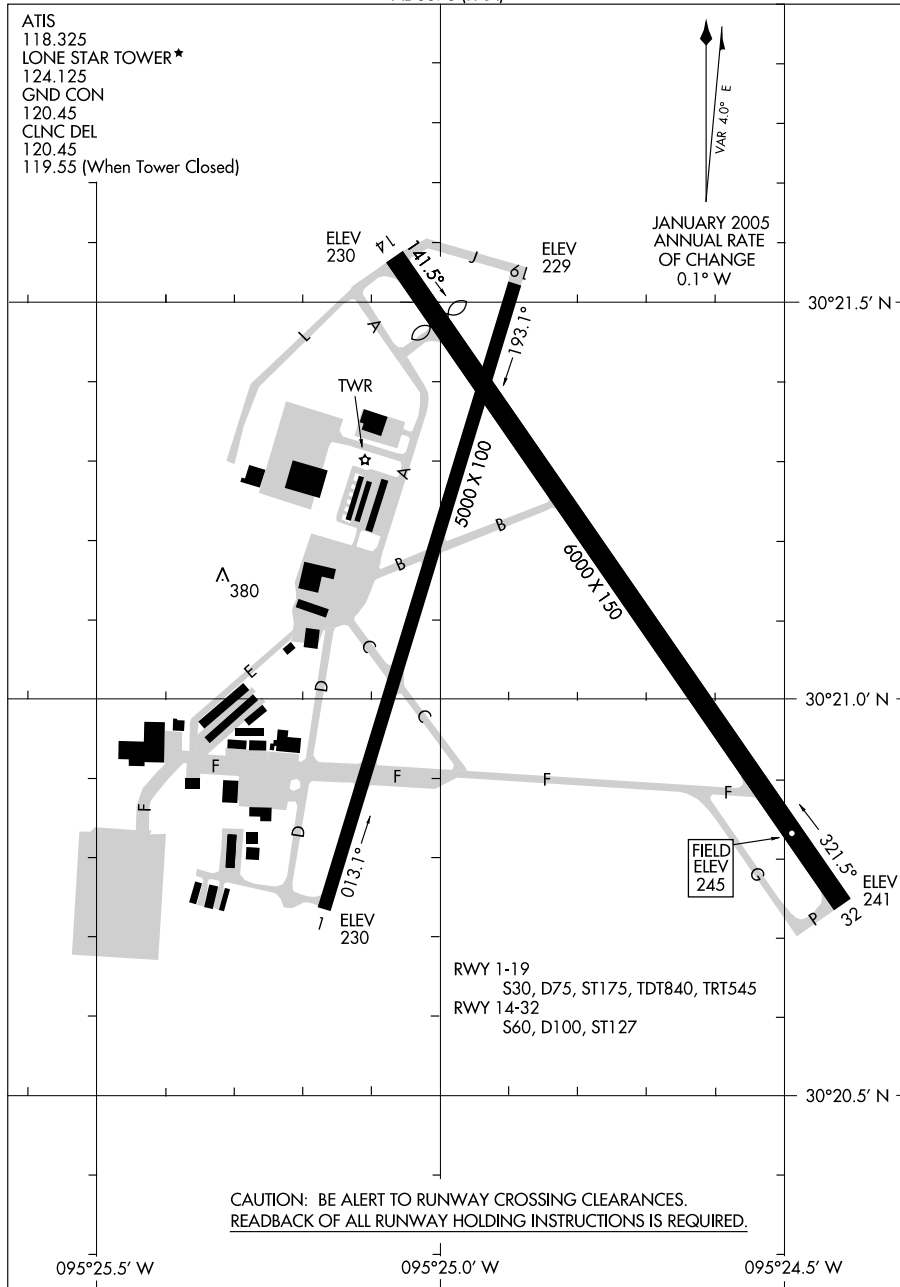 ATIS
118.325
LONE STAR TOWER★
124.125
GND CON
120.45
CLNC DEL
120.45
119.55 (When Tower Closed)
VAR 4.0° E
JANUARY 2005
ANNUAL RATE
OF CHANGE
0.1° W
ELEV
230
14
141.5°
J
ELEV
229
19
193.1°
30°21.5' N
L
A
TWR
A
5000 X 100
B
B
6000 X 150
380
C
E
D
C
30°21.0' N
F
F
F
F
F
D
013.1°
1
ELEV
230
FIELD
ELEV
245
G
321.5°
P
32
ELEV
241
RWY 1-19
S30, D75, ST175, TDT840, TRT545
RWY 14-32
S60, D100, ST127
30°20.5' N
CAUTION: BE ALERT TO RUNWAY CROSSING CLEARANCES.
READBACK OF ALL RUNWAY HOLDING INSTRUCTIONS IS REQUIRED.
095°25.5' W
095°25.0' W
095°24.5' W